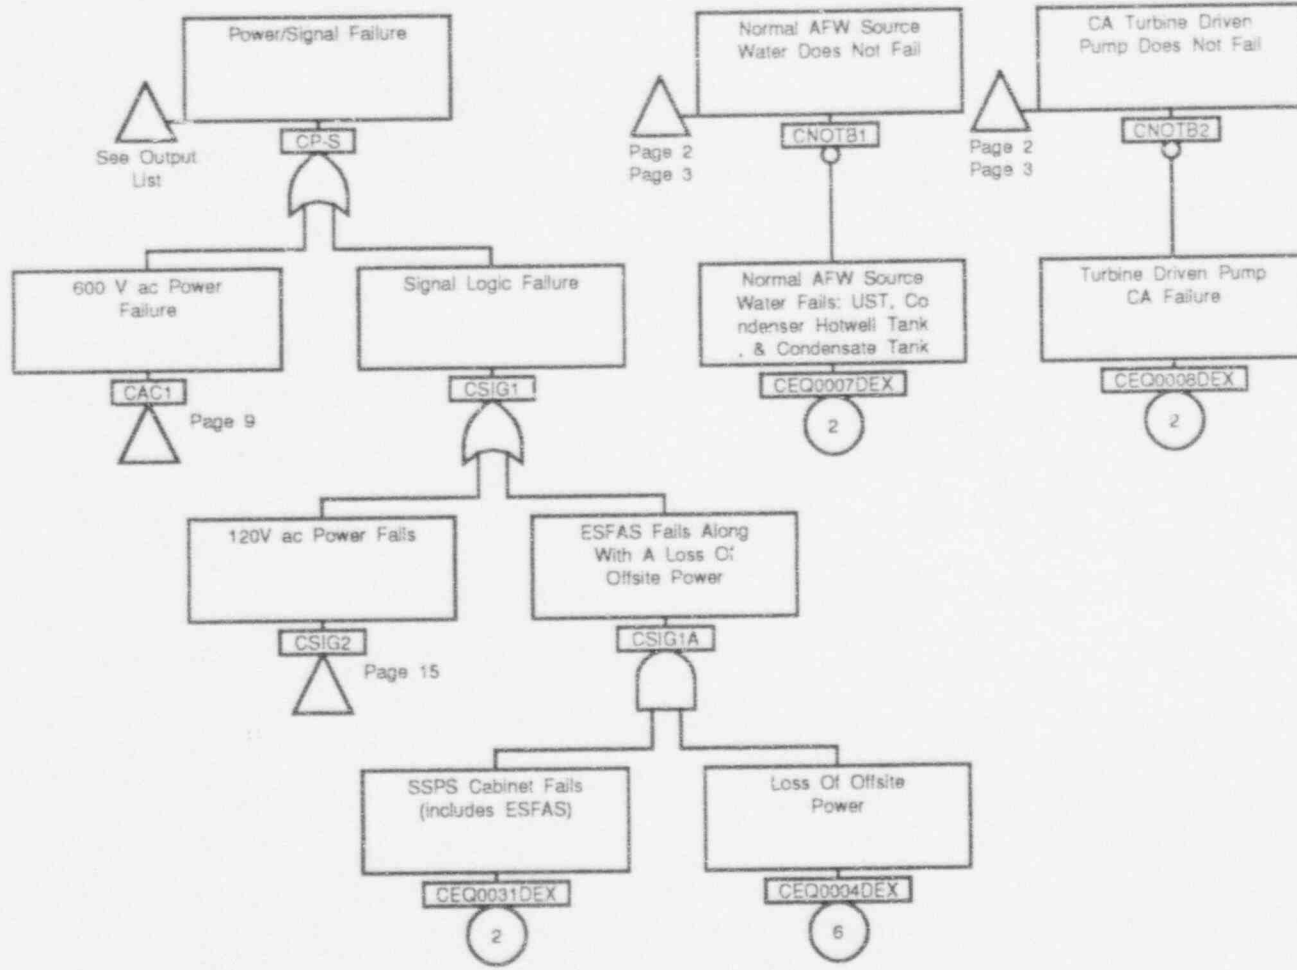 Power/Signal Failure
See Output
List
CP-S
600 V ac Power
Failure
CAC1
Page 9
Signal Logic Failure
CSIG1
120V ac Power Fails
CSIG2
Page 15
ESFAS Fails Along
With A Loss Of
Offsite Power
CSIG1A
SSPS Cabinet Fails
(includes ESFAS)
CEQ0031DEX
2
Loss Of Offsite
Power
CEQ0004DEX
6
Normal AFW Source
Water Does Not Fail
Page 2
Page 3
CNOTB1
Normal AFW Source
Water Fails: UST, Co
ndenser Hotwell Tank
, & Condensate Tank
CEQ0007DEX
2
CA Turbine Driven
Pump Does Not Fail
Page 2
Page 3
CNOTB2
Turbine Driven Pump
CA Failure
CEQ0008DEX
2